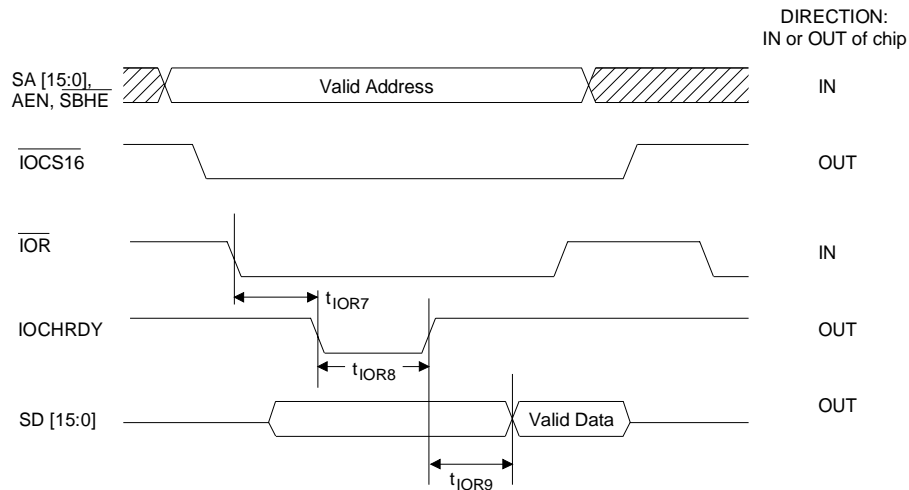 DIRECTION:
IN or OUT of chip
SA [15:0],
AEN, SBHE
Valid Address
IN
IOCS16
OUT
IOR
IN
tIOR7
IOCHRDY
OUT
tIOR8
SD [15:0]
Valid Data
OUT
tIOR9